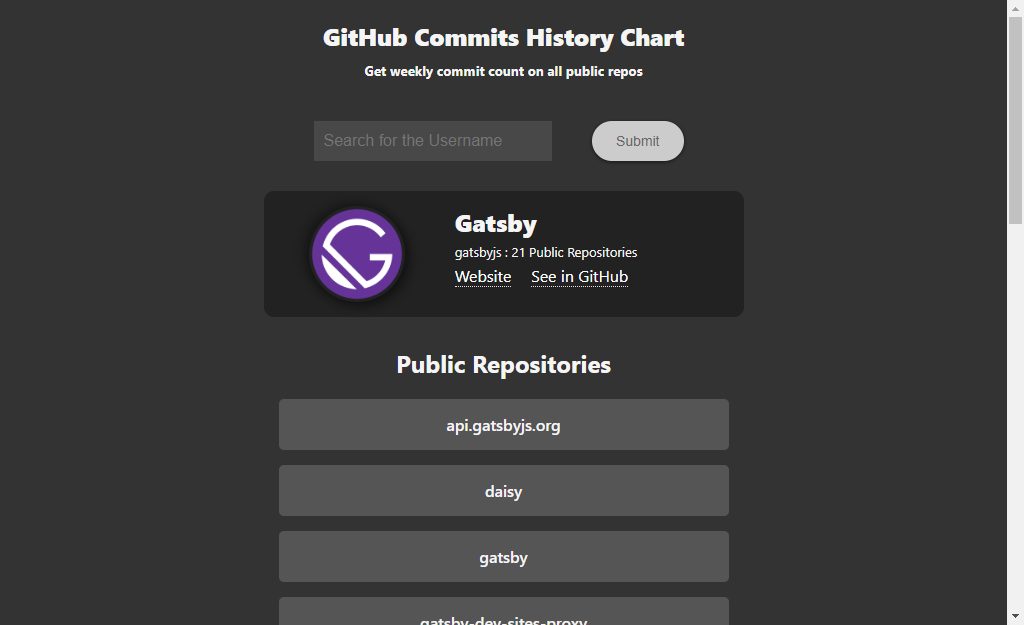 GitHub Commits History Chart
Get weekly commit count on all public repos
Search for the Username
Submit
Gatsby
gatsbyjs : 21 Public Repositories
Website See in GitHub
Public Repositories
api.gatsbyjs.org
daisy
gatsby
gatsby-dev-sites-proxy